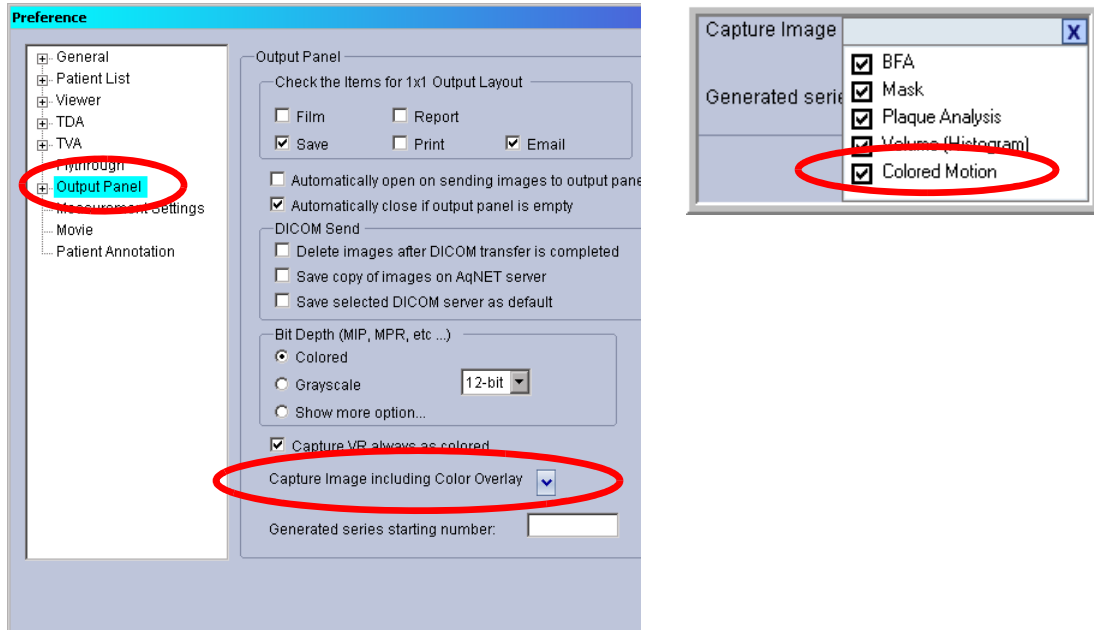 Preference
General
Patient List
Viewer
TDA
TVA
Flythrough
Output Panel
Measurement Settings
Movie
Patient Annotation
Output Panel
Check the Items for 1x1 Output Layout
Film Report
Save Print Email
Automatically open on sending images to output pane
Automatically close if output panel is empty
DICOM Send
Delete images after DICOM transfer is completed
Save copy of images on AqNET server
Save selected DICOM server as default
Bit Depth (MIP, MPR, etc ...)
Colored
Grayscale 12-bit
Show more option...
Capture VR always as colored
Capture Image including Color Overlay
Generated series starting number:
Capture Image X
BFA
Generated serie Mask
Plaque Analysis
Volume (Histogram)
Colored Motion